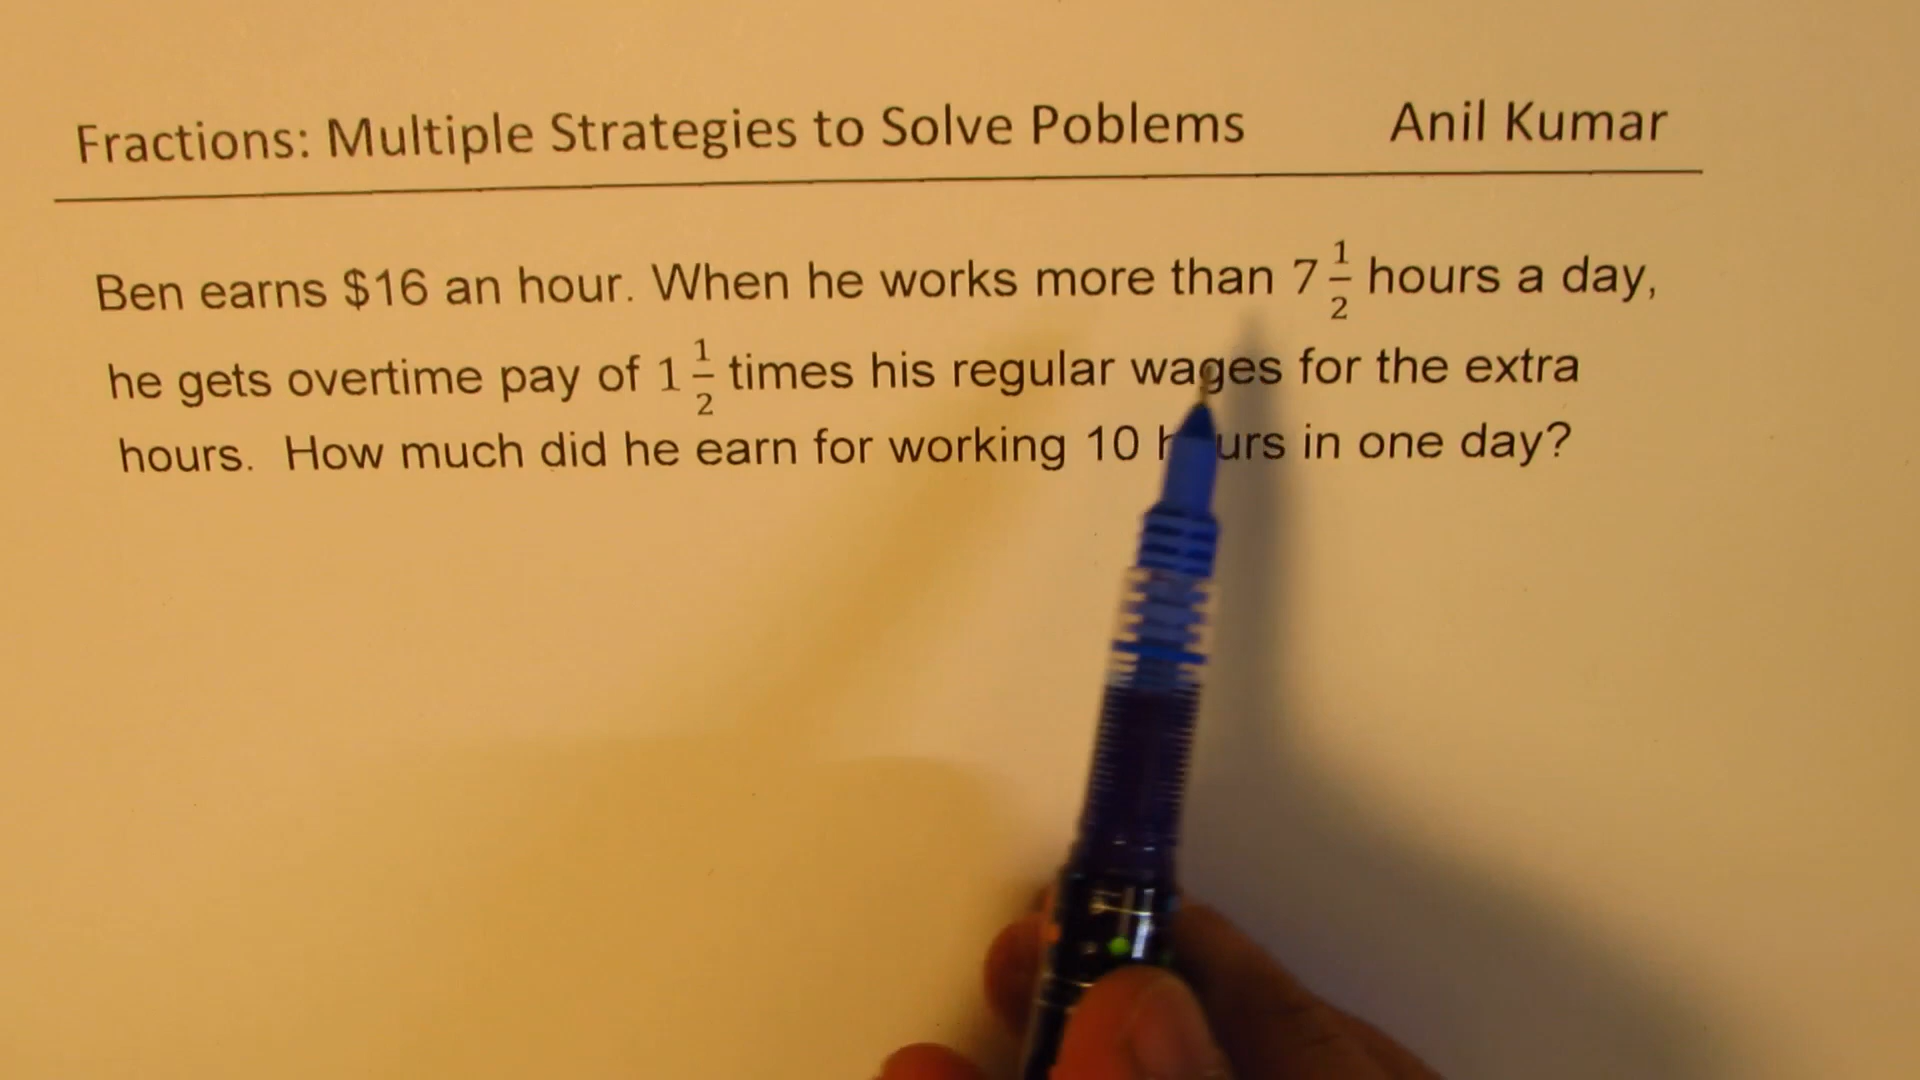 Fractions: Multiple Strategies to Solve Poblems Anil Kumar
Ben earns $16 an hour. When he works more than 7 1/2 hours a day,
he gets overtime pay of 1 1/2 times his regular wages for the extra
hours. How much did he earn for working 10 hours in one day?